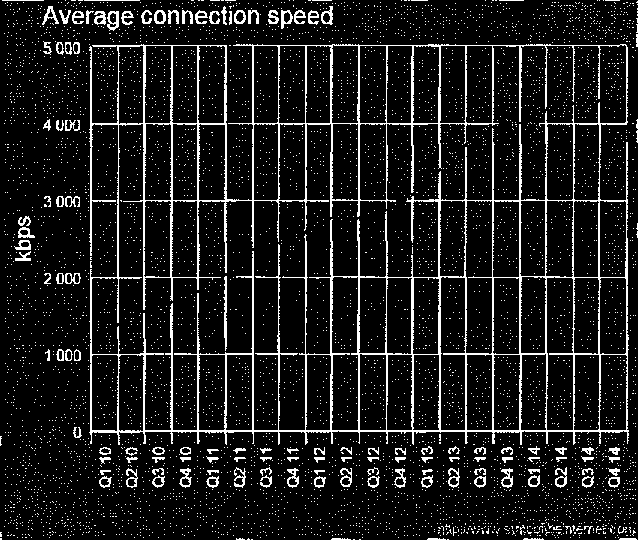 Average connection speed
5 000
4 000
3 000
2 000
1 000
0
kbps
Q1 10
Q2 10
Q3 10
Q4 10
Q1 11
Q2 11
Q3 11
Q4 11
Q1 12
Q2 12
Q3 12
Q4 12
Q1 13
Q2 13
Q3 13
Q4 13
Q1 14
Q2 14
Q3 14
Q4 14